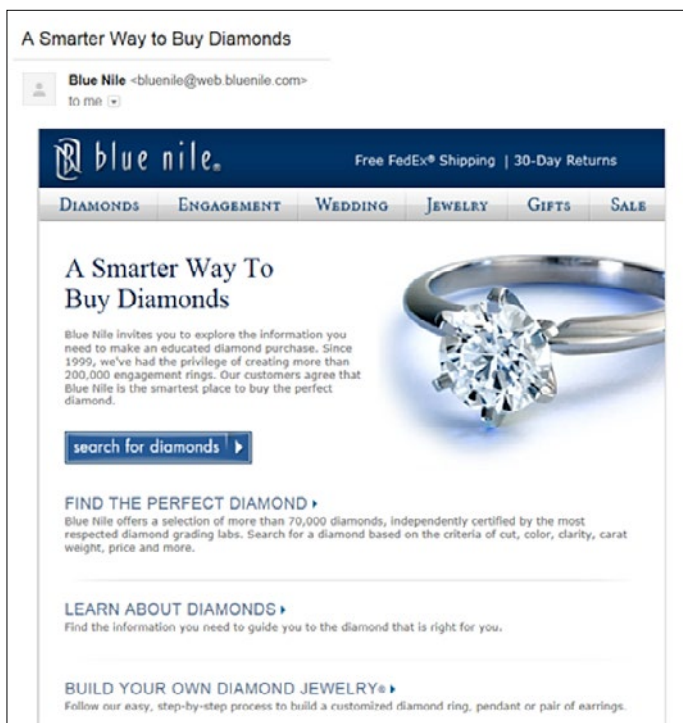 A Smarter Way to Buy Diamonds
Blue Nile <bluenile@web.bluenile.com>
to me
blue nile®
Free FedEx® Shipping | 30-Day Returns
DIAMONDS ENGAGEMENT WEDDING JEWELRY GIFTS SALE
A Smarter Way To
Buy Diamonds
Blue Nile invites you to explore the information you
need to make an educated diamond purchase. Since
1999, we've had the privilege of creating more than
200,000 engagement rings. Our customers agree that
Blue Nile is the smartest place to buy the perfect
diamond.
search for diamonds
FIND THE PERFECT DIAMOND
Blue Nile offers a selection of more than 70,000 diamonds, independently certified by the most
respected diamond grading labs. Search for a diamond based on the criteria of cut, color, clarity, carat
weight, price and more.
LEARN ABOUT DIAMONDS
Find the information you need to guide you to the diamond that is right for you.
BUILD YOUR OWN DIAMOND JEWELRY®
Follow our easy, step-by-step process to build a customized diamond ring, pendant or pair of earrings.